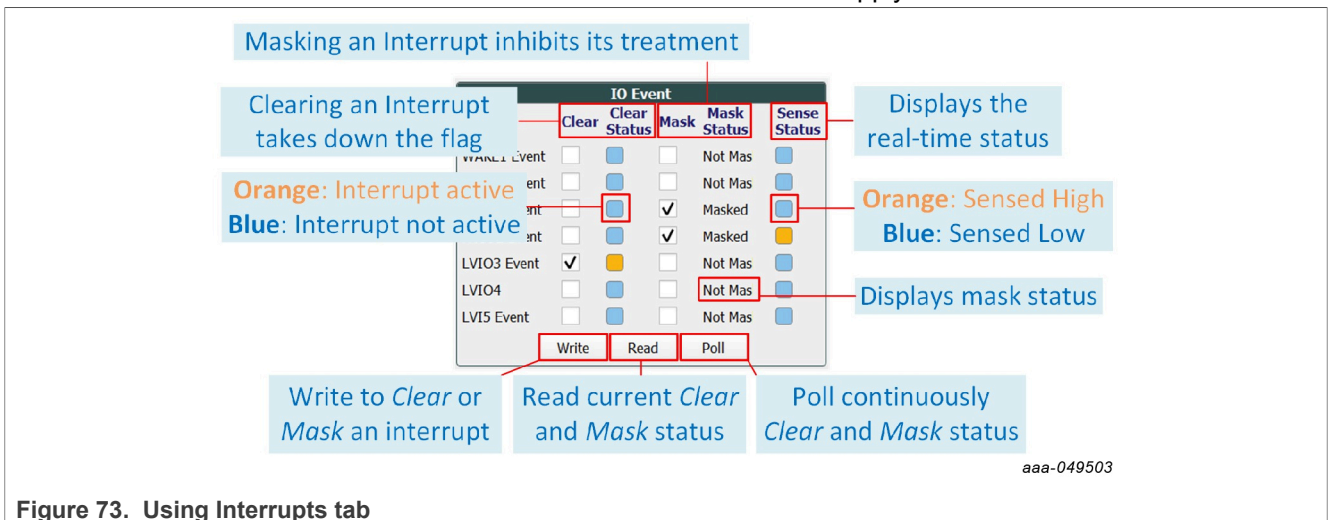 Masking an Interrupt inhibits its treatment
IO Event
Clearing an Interrupt
takes down the flag
Clear
Clear
Status
Mask
Mask
Status
Sense
Status
Displays the
real-time status
Event
Not Mas
Orange: Interrupt active
Blue: Interrupt not active
Not Mas
Masked
Masked
Orange: Sensed High
Blue: Sensed Low
LVIO3 Event
Not Mas
LVIO4
Not Mas
Displays mask status
LVI5 Event
Not Mas
Write
Read
Poll
Write to Clear or
Mask an interrupt
Read current Clear
and Mask status
Poll continuously
Clear and Mask status
aaa-049503
Figure 73. Using Interrupts tab